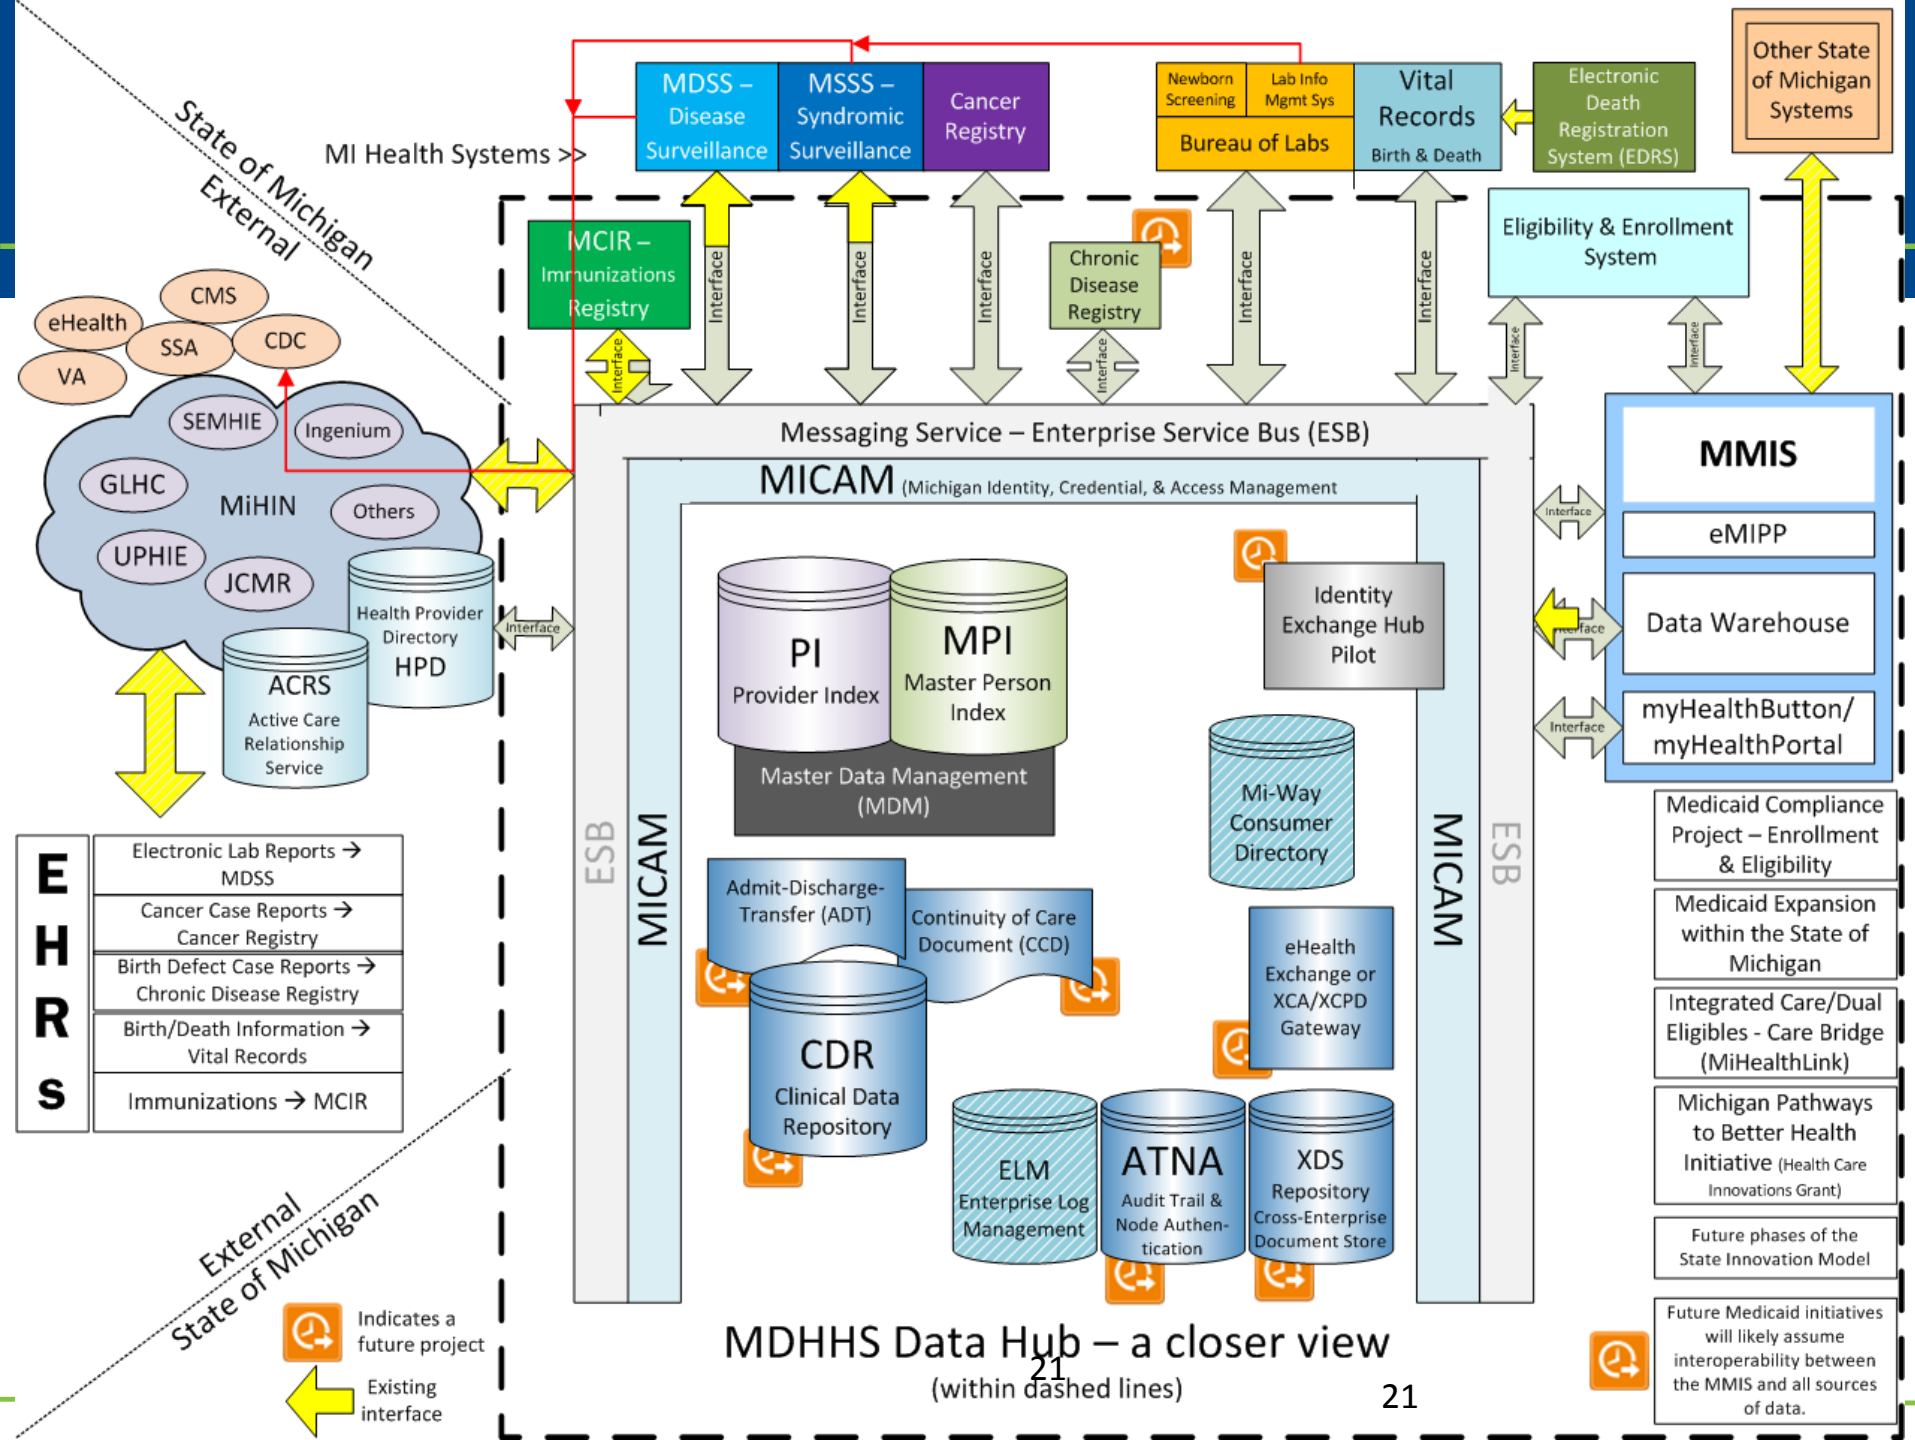 State of Michigan
External
MI Health Systems >>
MDSS –
Disease
Surveillance
MSSS –
Syndromic
Surveillance
Cancer
Registry
Newborn
Screening
Lab Info
Mgmt Sys
Bureau of Labs
Vital
Records
Birth & Death
Electronic
Death
Registration
System (EDRS)
Other State
of Michigan
Systems
MCIR –
Immunizations
Registry
Interface
Interface
Interface
Interface
Chronic
Disease
Registry
Interface
Interface
Interface
Eligibility & Enrollment
System
Interface
Interface
eHealth
CMS
SSA
CDC
VA
SEMHIE
Ingenium
GLHC
MiHIN
Others
UPHIE
JCMR
Health Provider
Directory
HPD
ACRS
Active Care
Relationship
Service
Interface
Messaging Service – Enterprise Service Bus (ESB)
MICAM (Michigan Identity, Credential, & Access Management
ESB
MICAM
MICAM
ESB
PI
Provider Index
MPI
Master Person
Index
Master Data Management
(MDM)
Identity
Exchange Hub
Pilot
Mi-Way
Consumer
Directory
Admit-Discharge-
Transfer (ADT)
Continuity of Care
Document (CCD)
CDR
Clinical Data
Repository
eHealth
Exchange or
XCA/XCPD
Gateway
ELM
Enterprise Log
Management
ATNA
Audit Trail &
Node Authen-
tication
XDS
Repository
Cross-Enterprise
Document Store
MMIS
eMIPP
Data Warehouse
myHealthButton/
myHealthPortal
Interface
Interface
Medicaid Compliance
Project – Enrollment
& Eligibility
Medicaid Expansion
within the State of
Michigan
Integrated Care/Dual
Eligibles - Care Bridge
(MiHealthLink)
Michigan Pathways
to Better Health
Initiative (Health Care
Innovations Grant)
Future phases of the
State Innovation Model
Future Medicaid initiatives
will likely assume
interoperability between
the MMIS and all sources
of data.
EHRs
Electronic Lab Reports →
MDSS
Cancer Case Reports →
Cancer Registry
Birth Defect Case Reports →
Chronic Disease Registry
Birth/Death Information →
Vital Records
Immunizations → MCIR
External
State of Michigan
Indicates a
future project
Existing
interface
MDHHS Data Hub – a closer view
(within dashed lines)
21
21